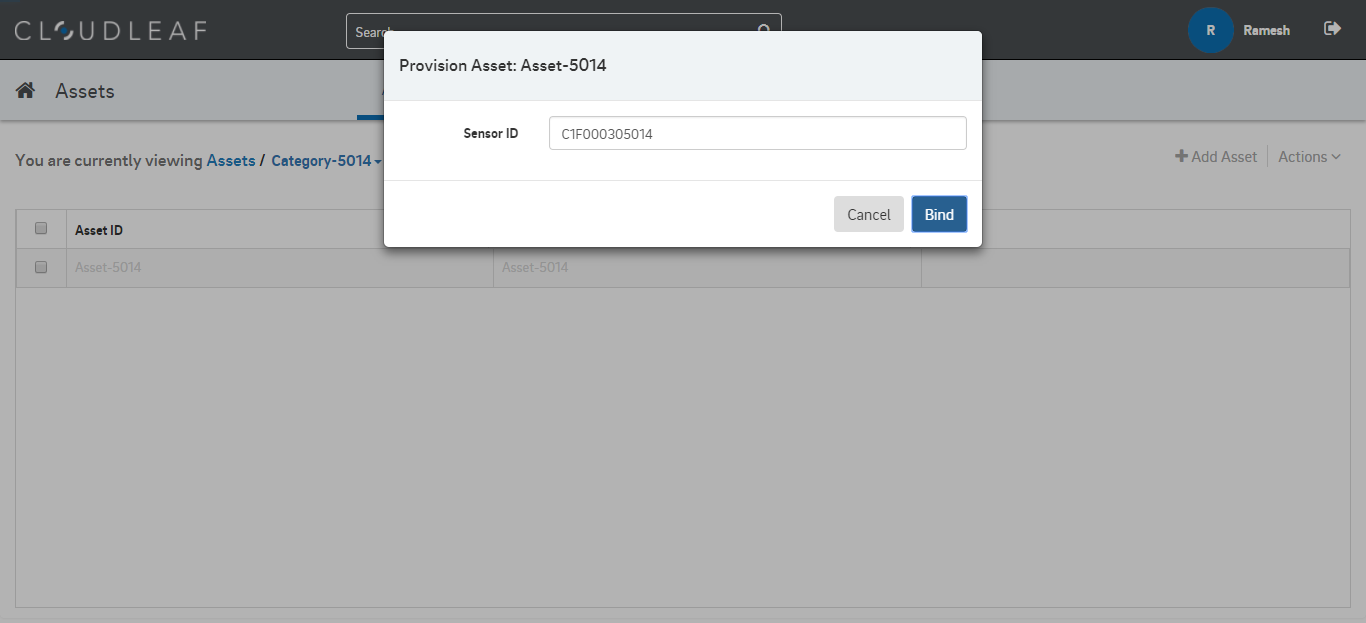 CLOUDLEAF
Search
R
Ramesh
Provision Asset: Asset-5014
Assets
Sensor ID
C1F000305014
You are currently viewing Assets / Category-5014
Add Asset
Actions
Cancel
Bind
Asset ID
Asset-5014
Asset-5014